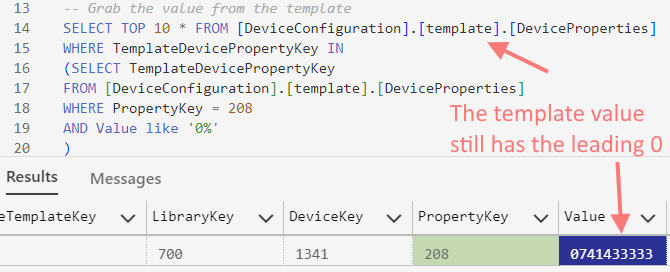 13 -- Grab the value from the template
14 SELECT TOP 10 * FROM [DeviceConfiguration].[template].[DeviceProperties]
15 WHERE TemplateDevicePropertyKey IN
16 (SELECT TemplateDevicePropertyKey
17 FROM [DeviceConfiguration].[template].[DeviceProperties]
18 WHERE PropertyKey = 208
19 AND Value like '0%'
20 )
The template value
still has the leading 0
Results Messages
eTemplateKey LibraryKey DeviceKey PropertyKey Value
700 1341 208 0741433333